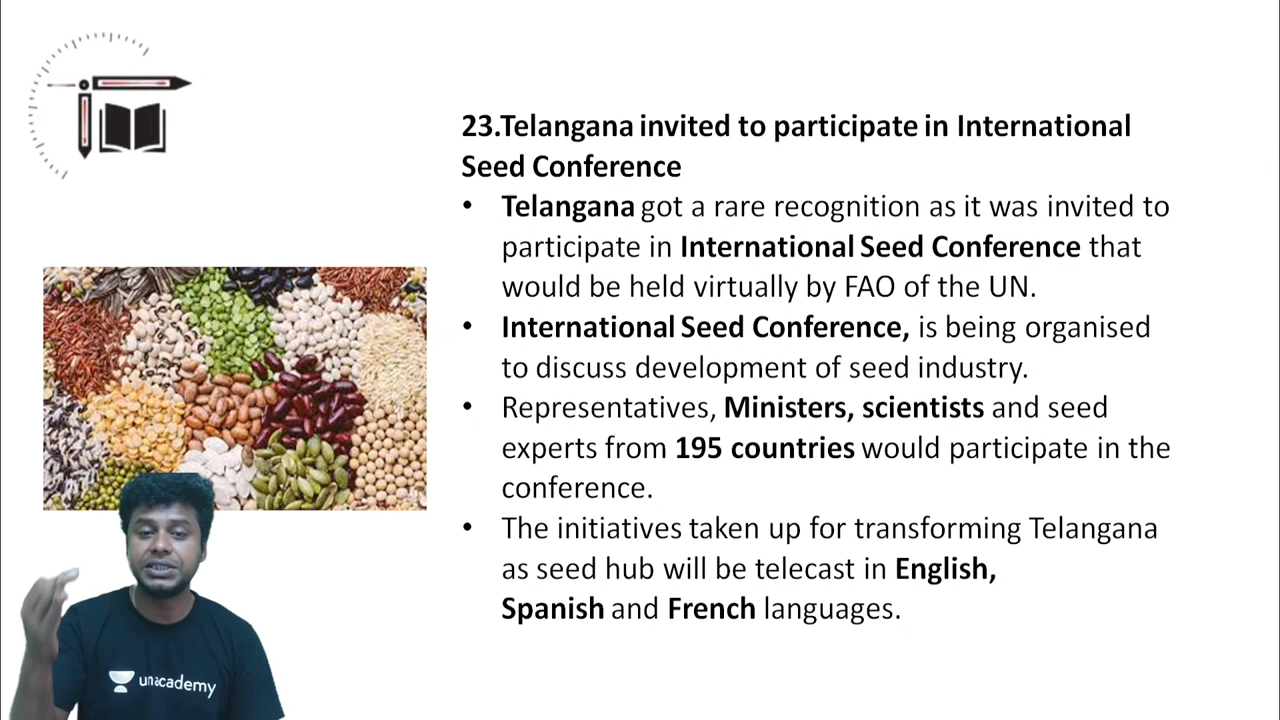 23.Telangana invited to participate in International
Seed Conference
• Telangana got a rare recognition as it was invited to
participate in International Seed Conference that
would be held virtually by FAO of the UN.
• International Seed Conference, is being organised
to discuss development of seed industry.
• Representatives, Ministers, scientists and seed
experts from 195 countries would participate in the
conference.
• The initiatives taken up for transforming Telangana
as seed hub will be telecast in English,
Spanish and French languages.
unacademy